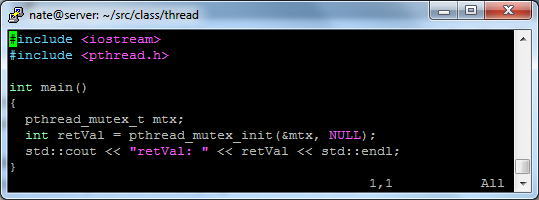 nate@server: ~/src/class/thread
#include <iostream>
#include <pthread.h>

int main()
{
  pthread_mutex_t mtx;
  int retVal = pthread_mutex_init(&mtx, NULL);
  std::cout << "retVal: " << retVal << std::endl;
}
1,1 All